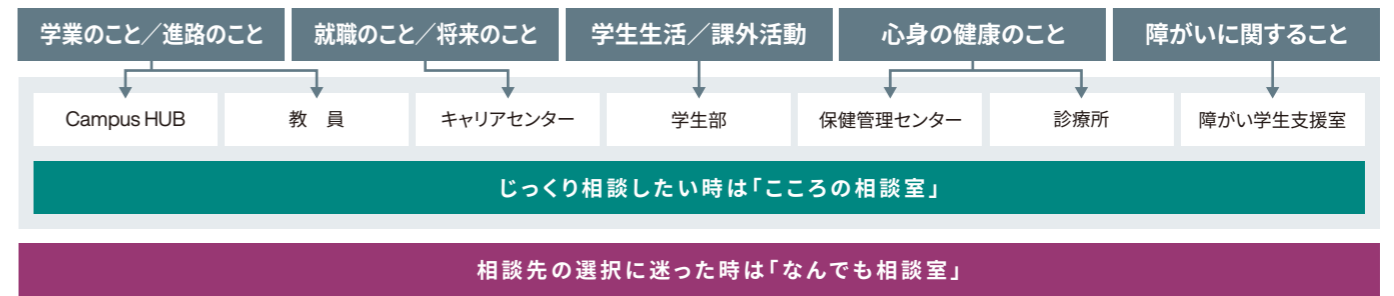 学業のこと／進路のこと
就職のこと／将来のこと
学生生活／課外活動
心身の健康のこと
障がいに関すること
Campus HUB
教　員
キャリアセンター
学生部
保健管理センター
診療所
障がい学生支援室
じっくり相談したい時は「こころの相談室」
相談先の選択に迷った時は「なんでも相談室」